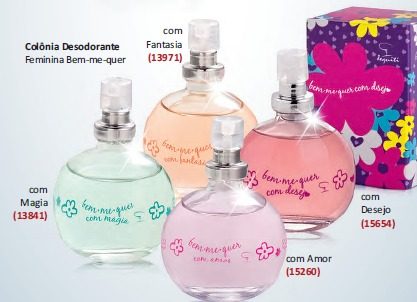 Colônia Desodorante
Feminina Bem-me-quer
com
Fantasia
(13971)
Jequiti
bem-me-quer com desejo
com
Magia
(13841)
bem-me-quer
com magia
bem-me-quer
com fantasia
bem-me-quer
com desejo
com
Desejo
(15654)
bem-me-quer
com amor
com Amor
(15260)